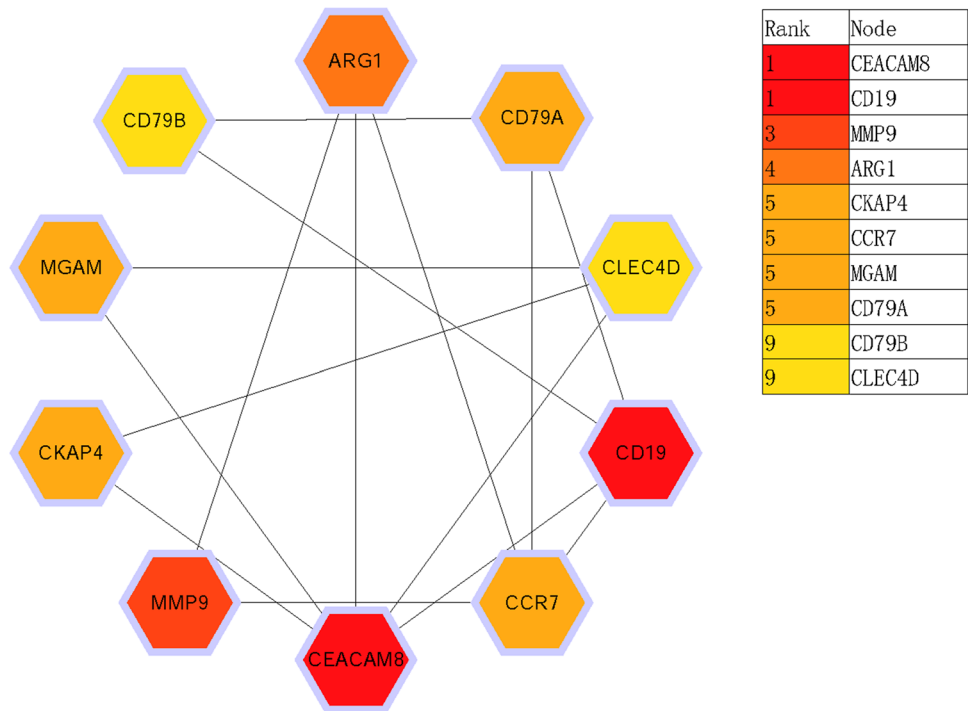 ARG1
CD79B
CD79A
MGAM
CLEC4D
CKAP4
CD19
MMP9
CCR7
CEACAM8
Rank Node
1 CEACAM8
1 CD19
3 MMP9
4 ARG1
5 CKAP4
5 CCR7
5 MGAM
5 CD79A
9 CD79B
9 CLEC4D